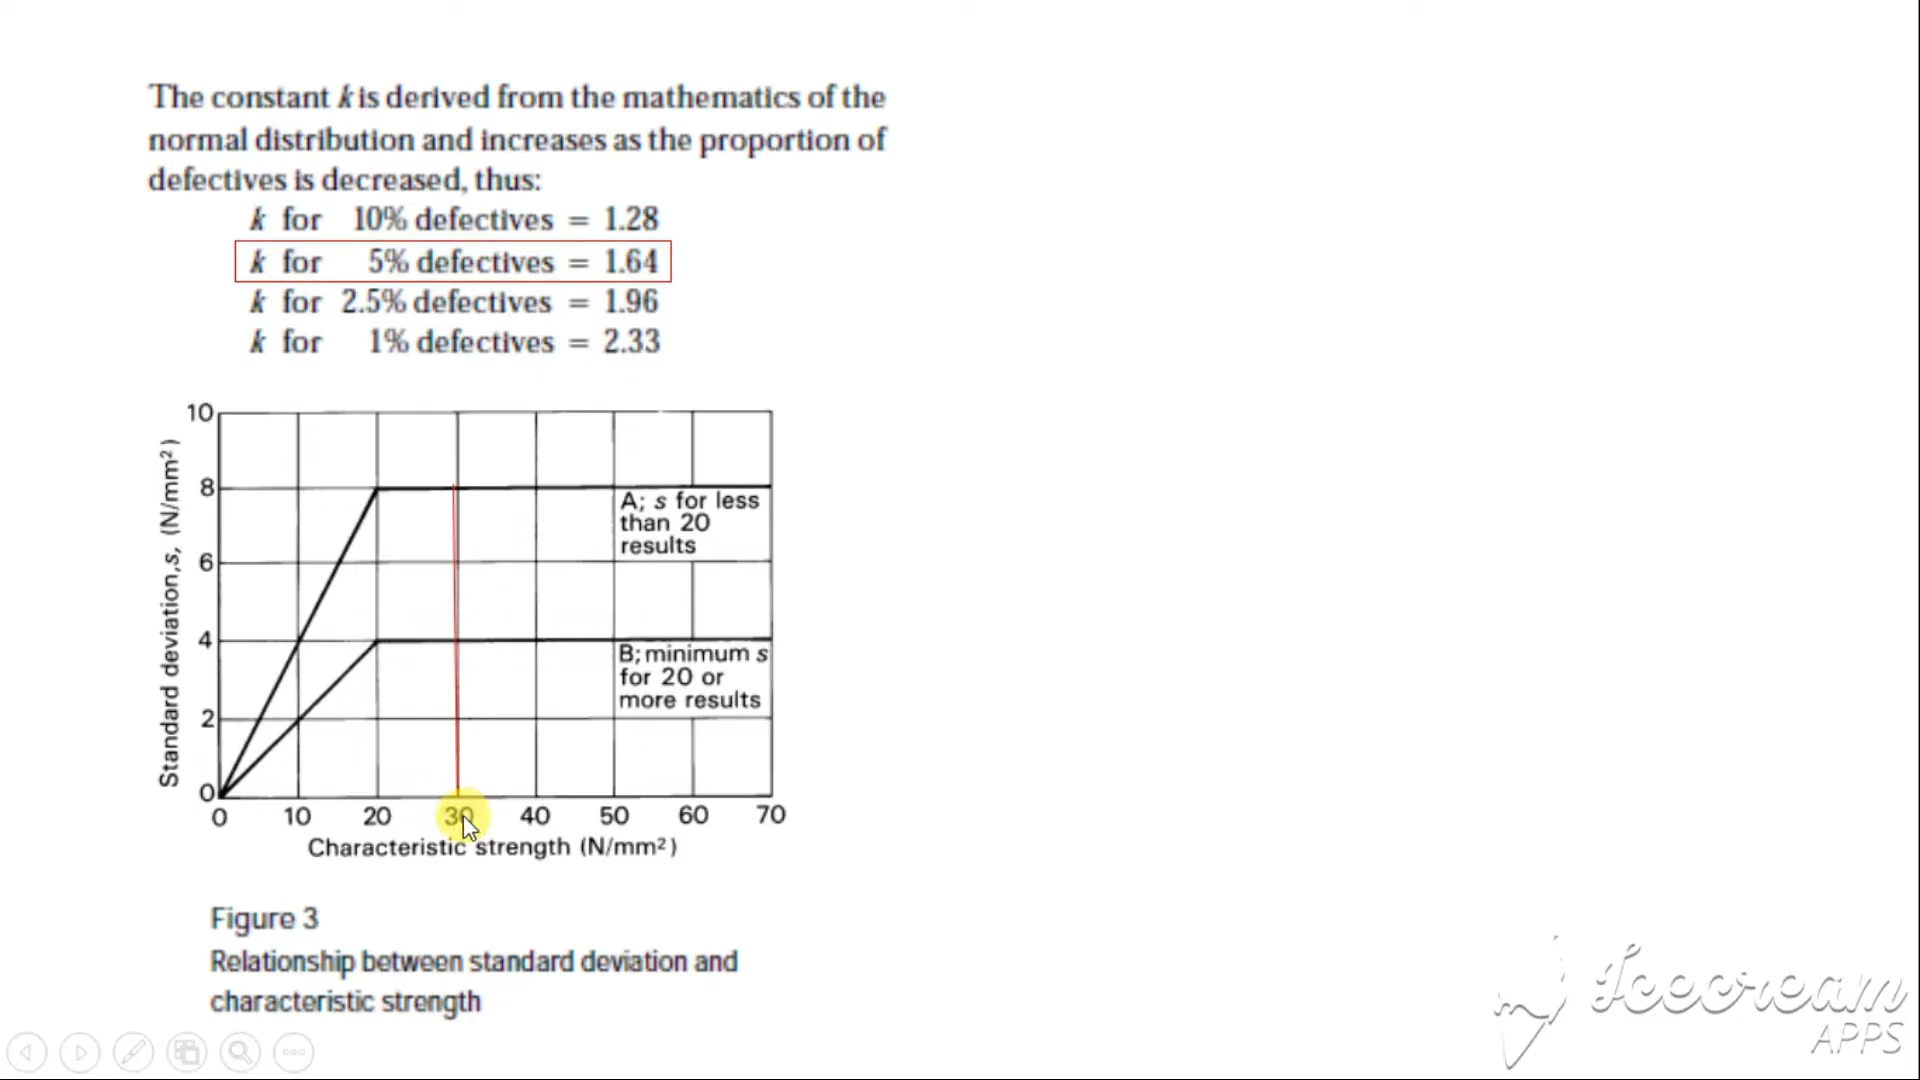 The constant k is derived from the mathematics of the
normal distribution and increases as the proportion of
defectives is decreased, thus:
k for 10% defectives = 1.28
k for 5% defectives = 1.64
k for 2.5% defectives = 1.96
k for 1% defectives = 2.33
Standard deviation, s, (N/mm²)
10
8
6
4
2
0
A; s for less
than 20
results
B; minimum s
for 20 or
more results
0 10 20 30 40 50 60 70
Characteristic strength (N/mm²)
Figure 3
Relationship between standard deviation and
characteristic strength
Icecream
APPS